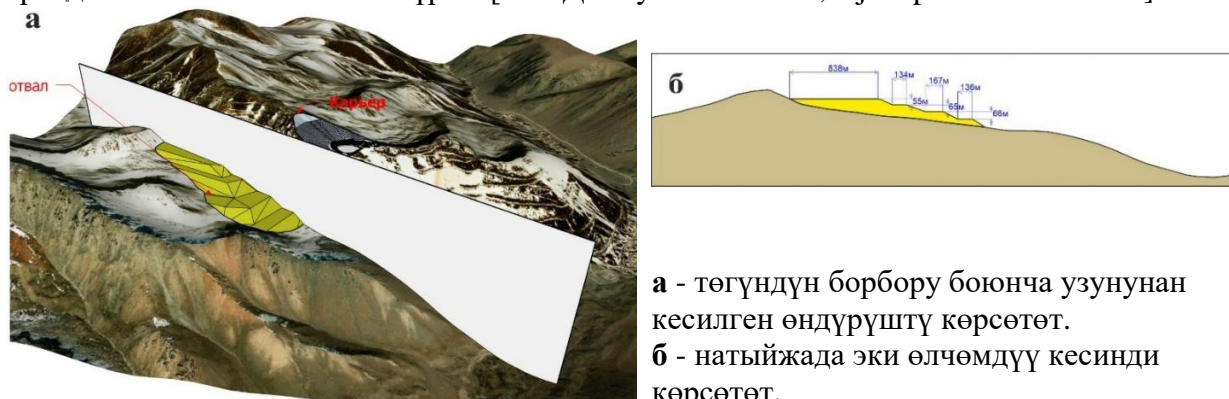 а
отвал
Карьер
б
838м
134м
167м
136м
55м
65м
66м
а - төгүндүн борбору боюнча узунунан
кесилген өндүрүштү көрсөтөт.
б - натыйжада эки өлчөмдүү кесинди
көрсөтөт.